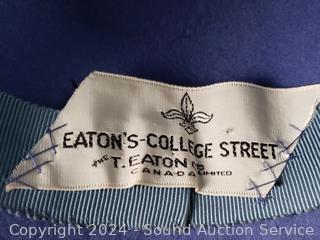 EATON'S-COLLEGE STREET
THE T. EATON CO
CANADA LIMITED
Copyright 2024 - Sound Auction Service